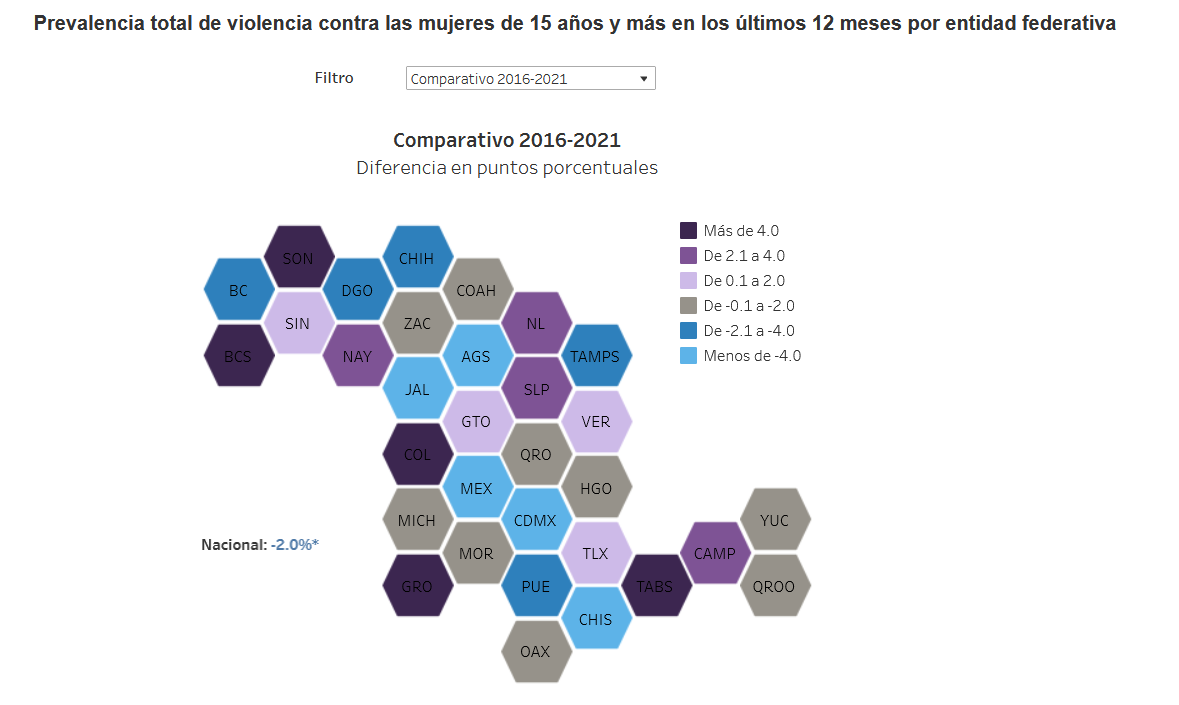 Prevalencia total de violencia contra las mujeres de 15 años y más en los últimos 12 meses por entidad federativa
Filtro
Comparativo 2016-2021
Comparativo 2016-2021
Diferencia en puntos porcentuales
Más de 4.0
De 2.1 a 4.0
De 0.1 a 2.0
De -0.1 a -2.0
De -2.1 a -4.0
Menos de -4.0
SON
CHIH
BC
DGO
COAH
SIN
ZAC
NL
BCS
NAY
AGS
TAMPS
JAL
SLP
GTO
VER
COL
QRO
MEX
HGO
MICH
CDMX
YUC
Nacional: -2.0%*
MOR
TLX
CAMP
GRO
PUE
TABS
QROO
CHIS
OAX